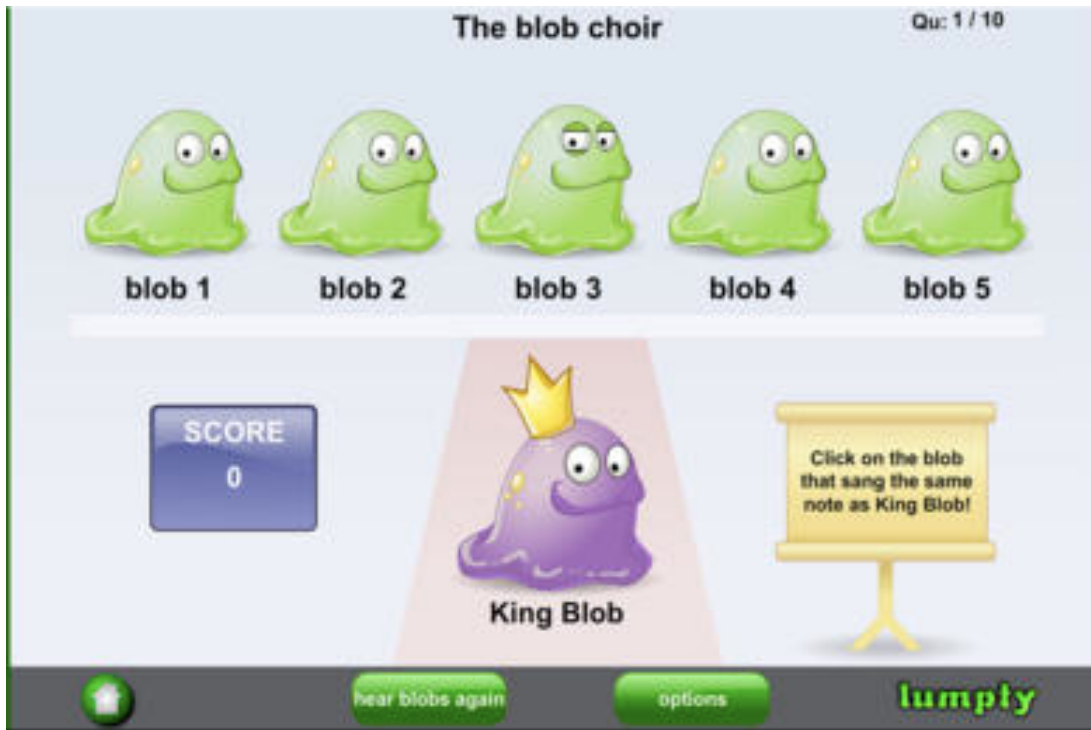 The blob choir
Qu: 1 / 10
blob 1
blob 2
blob 3
blob 4
blob 5
SCORE
0
Click on the blob
that sang the same
note as King Blob!
King Blob
hear blobs again
options
lumpty